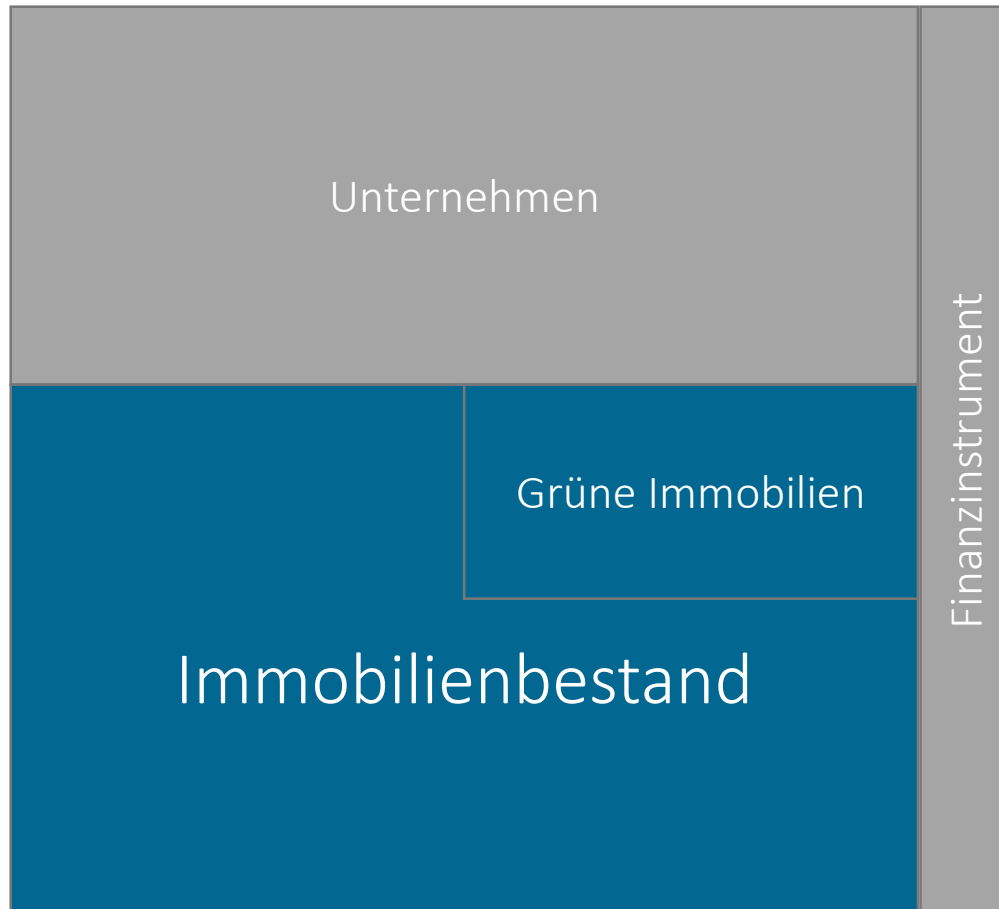 Unternehmen
Grüne Immobilien
Immobilienbestand
Finanzinstrument